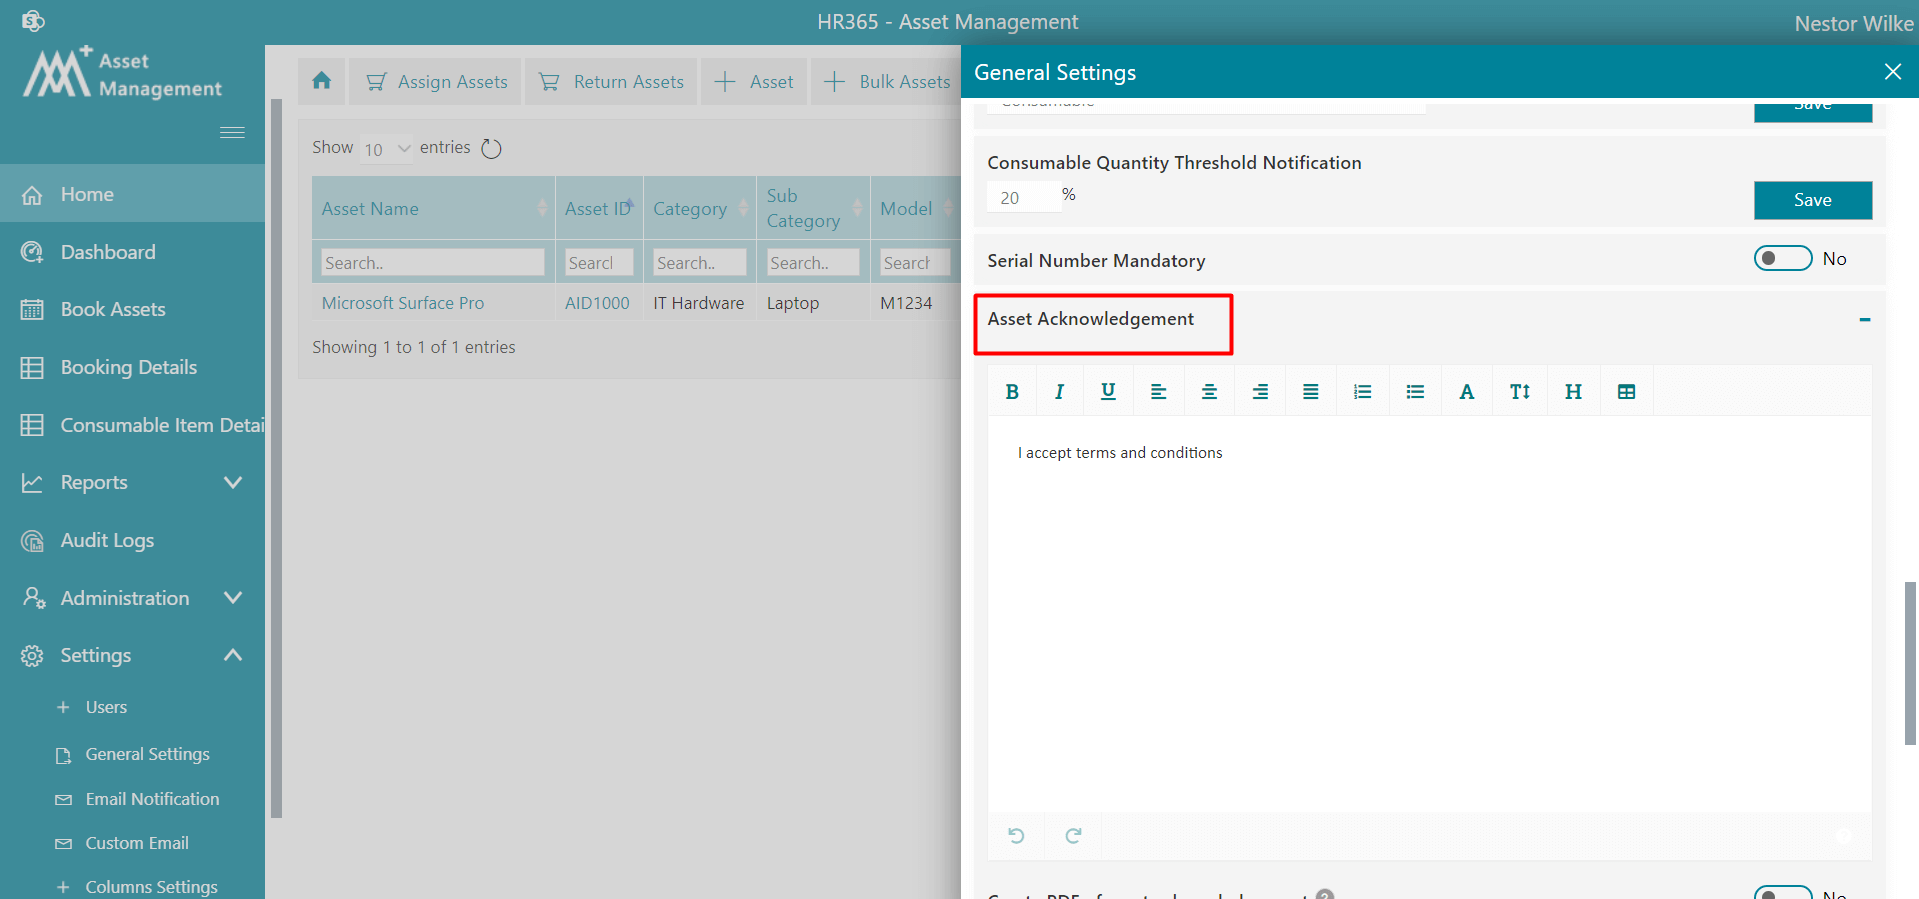 HR365 - Asset Management
Nestor Wilke
Asset
Management
Home
Dashboard
Book Assets
Booking Details
Consumable Item Detai
Reports
Audit Logs
Administration
Settings
Users
General Settings
Email Notification
Custom Email
Columns Settings
Assign Assets
Return Assets
Asset
Bulk Assets
Show 10 entries
Asset Name
Asset ID
Category
Sub
Category
Model
Search..
Search
Search..
Search..
Search
Microsoft Surface Pro
AID1000
IT Hardware
Laptop
M1234
Showing 1 to 1 of 1 entries
General Settings
Consumable
Save
Consumable Quantity Threshold Notification
20 %
Save
Serial Number Mandatory
No
Asset Acknowledgement
B I U A T H
I accept terms and conditions
No